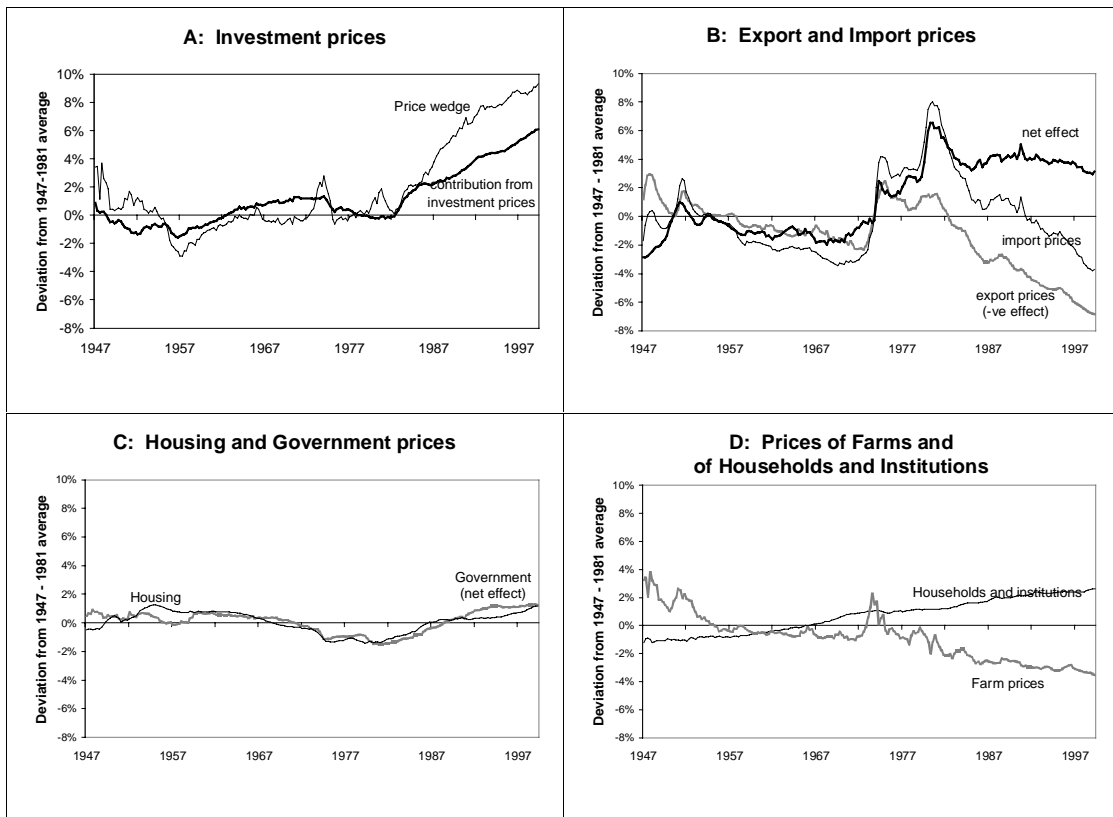 A: Investment prices
Deviation from 1947-1981 average
10%
8%
6%
4%
2%
0%
-2%
-4%
-6%
-8%
Price wedge
Contribution from
investment prices
1947 1957 1967 1977 1987 1997
B: Export and Import prices
Deviation from 1947 - 1981 average
10%
8%
6%
4%
2%
0%
-2%
-4%
-6%
-8%
net effect
import prices
export prices
(-ve effect)
1947 1957 1967 1977 1987 1997
C: Housing and Government prices
Deviation from 1947 - 1981 average
10%
8%
6%
4%
2%
0%
-2%
-4%
-6%
-8%
Housing
Government
(net effect)
1947 1957 1967 1977 1987 1997
D: Prices of Farms and
of Households and Institutions
Deviation from 1947 - 1981 average
10%
8%
6%
4%
2%
0%
-2%
-4%
-6%
-8%
Households and institutions
Farm prices
1947 1957 1967 1977 1987 1997